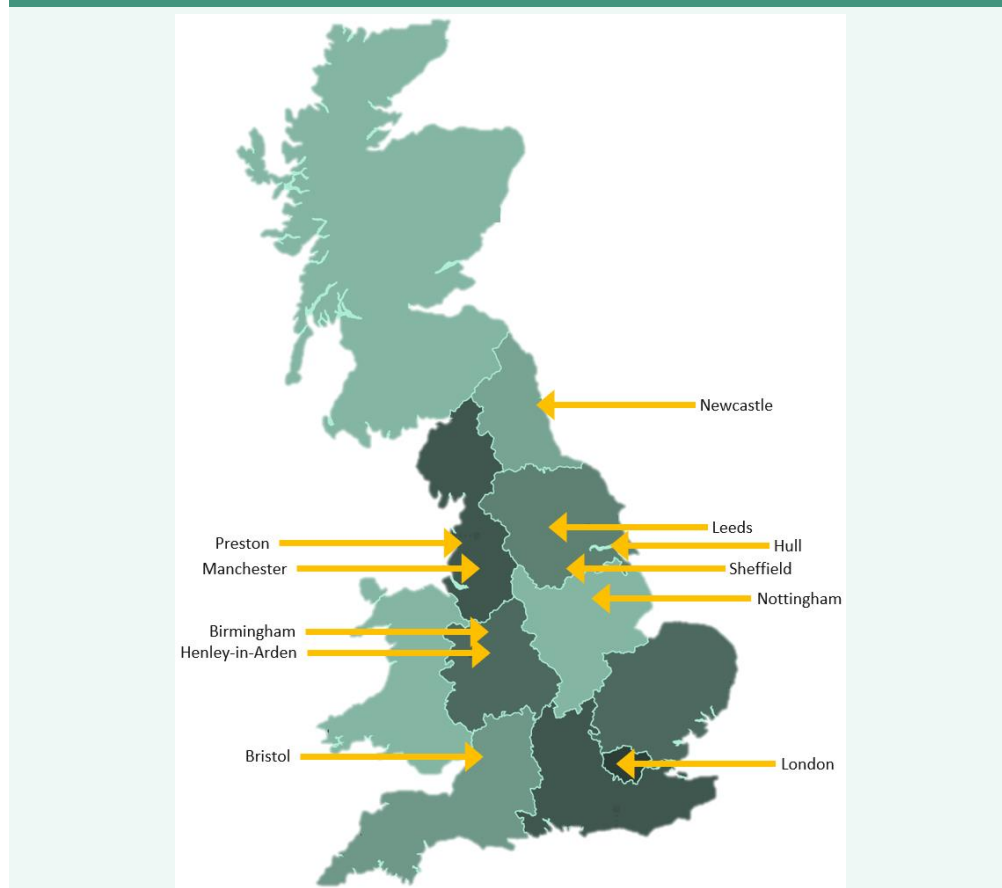 Newcastle
Leeds
Preston
Hull
Manchester
Sheffield
Nottingham
Birmingham
Henley-in-Arden
Bristol
London